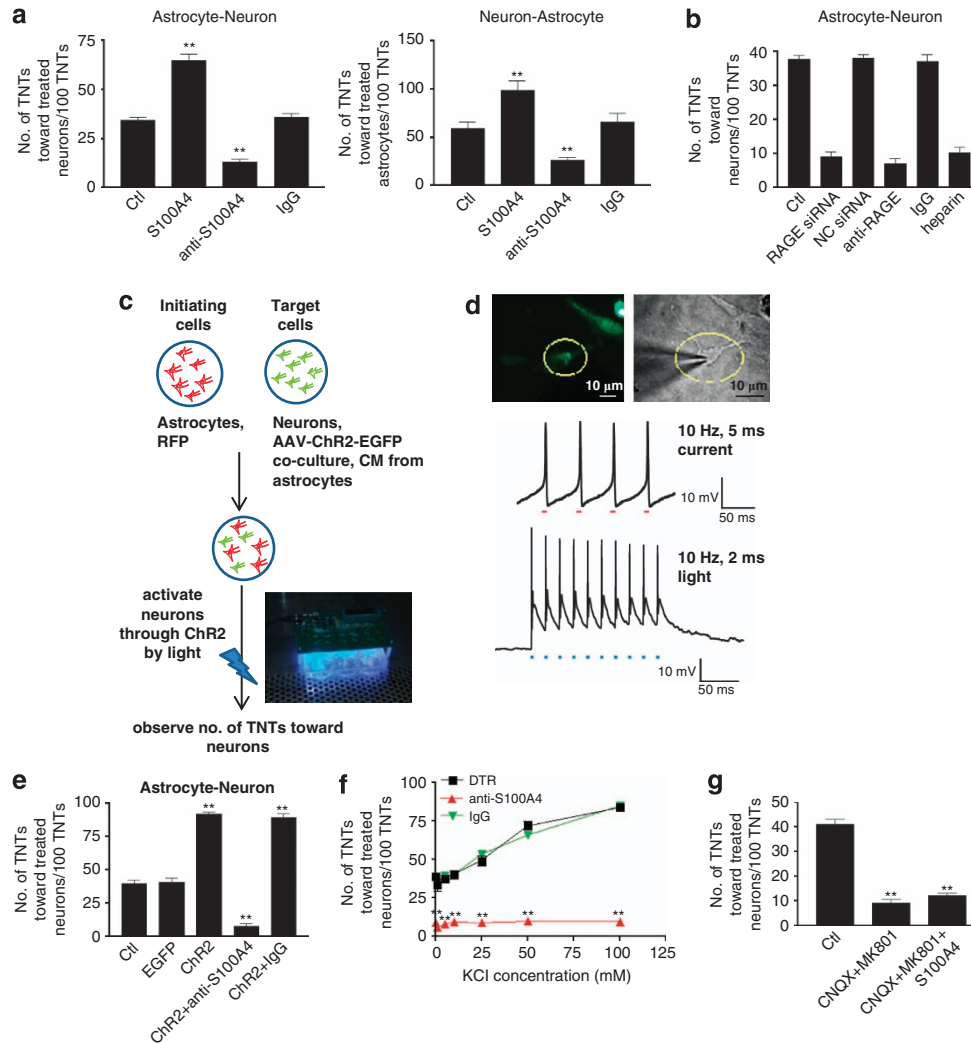 a
Astrocyte-Neuron
No. of TNTs
toward treated
neurons/100 TNTs
75
50
25
0
**
**
Ctl
S100A4
anti-S100A4
IgG
Neuron-Astrocyte
No. of TNTs
toward treated
astrocytes/100 TNTs
150
100
50
0
**
**
Ctl
S100A4
anti-S100A4
IgG
b
Astrocyte-Neuron
No. of TNTs
toward
neurons/100 TNTs
40
30
20
10
0
Ctl
RAGE siRNA
NC siRNA
anti-RAGE
IgG
heparin
c
Initiating
cells
Target
cells
Astrocytes,
RFP
Neurons,
AAV-ChR2-EGFP
co-culture, CM from
astrocytes
activate
neurons
through ChR2
by light
observe no. of TNTs toward
neurons
d
10 μm
10 μm
10 Hz, 5 ms
current
10 mV
50 ms
10 Hz, 2 ms
light
10 mV
50 ms
e
Astrocyte-Neuron
No. of TNTs
toward treated
neurons/100 TNTs
100
75
50
25
0
**
**
**
Ctl
EGFP
ChR2
ChR2+anti-S100A4
ChR2+IgG
f
No. of TNTs
toward treated
neurons/100 TNTs
100
75
50
25
0
DTR
anti-S100A4
IgG
**
**
**
**
**
**
0
25
50
75
100
KCl concentration (mM)
g
No. of TNTs
toward treated
neurons/100 TNTs
50
40
30
20
10
0
**
**
Ctl
CNQX+MK801
CNQX+MK801+
S100A4